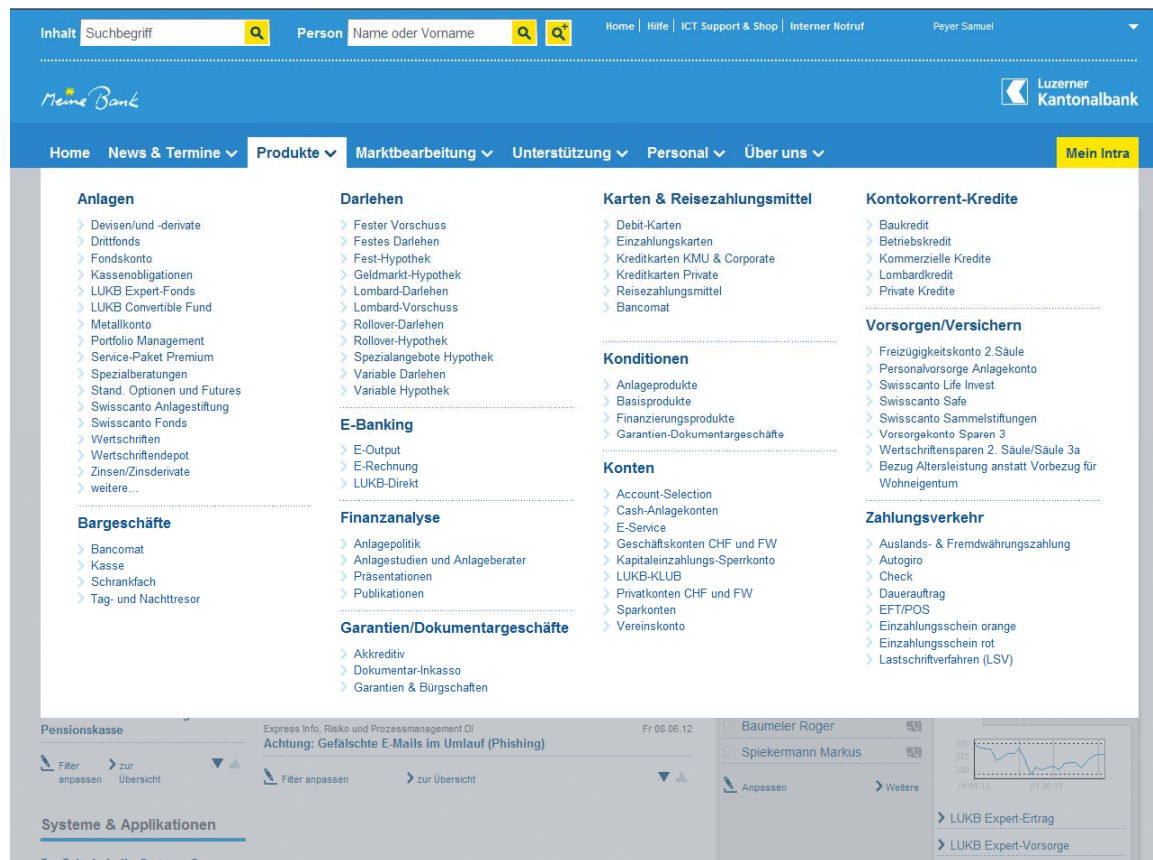 Inhalt Suchbegriff Person Name oder Vorname Home Hilfe ICT Support & Shop Interner Notruf Peyer Samuel
Meine Bank
Luzerner
Kantonalbank
Home News & Termine Produkte Marktbearbeitung Unterstützung Personal Über uns Mein Intra
Anlagen
Devisen/und -derivate
Drittfonds
Fondskonto
Kassenobligationen
LUKB Expert-Fonds
LUKB Convertible Fund
Metallkonto
Portfolio Management
Service-Paket Premium
Spezialberatungen
Stand. Optionen und Futures
Swisscanto Anlagestiftung
Swisscanto Fonds
Wertschriften
Wertschriftendepot
Zinsen/Zinsderivate
weitere...
Bargeschäfte
Bancomat
Kasse
Schrankfach
Tag- und Nachttresor
Darlehen
Fester Vorschuss
Festes Darlehen
Fest-Hypothek
Geldmarkt-Hypothek
Lombard-Darlehen
Lombard-Vorschuss
Rollover-Darlehen
Rollover-Hypothek
Spezialangebote Hypothek
Variable Darlehen
Variable Hypothek
E-Banking
E-Output
E-Rechnung
LUKB-Direkt
Finanzanalyse
Anlagepolitik
Anlagestudien und Anlageberater
Präsentationen
Publikationen
Garantien/Dokumentargeschäfte
Akkreditiv
Dokumentar-Inkasso
Garantien & Bürgschaften
Karten & Reisezahlungsmittel
Debit-Karten
Einzahlungskarten
Kreditkarten KMU & Corporate
Kreditkarten Private
Reisezahlungsmittel
Bancomat
Konditionen
Anlageprodukte
Basisprodukte
Finanzierungsprodukte
Garantien-Dokumentargeschäfte
Konten
Account-Selection
Cash-Anlagekonten
E-Service
Geschäftskonten CHF und FW
Kapitaleinzahlungs-Sperrkonto
LUKB-KLUB
Privatkonten CHF und FW
Sparkonten
Vereinskonto
Kontokorrent-Kredite
Baukredit
Betriebskredit
Kommerzielle Kredite
Lombardkredit
Private Kredite
Vorsorgen/Versichern
Freizügigkeitskonto 2.Säule
Personalvorsorge Anlagekonto
Swisscanto Life Invest
Swisscanto Safe
Swisscanto Sammelstiftungen
Vorsorgekonto Sparen 3
Wertschriftensparen 2. Säule/Säule 3a
Bezug Altersleistung anstatt Vorbezug für
Wohneigentum
Zahlungsverkehr
Auslands- & Fremdwährungszahlung
Autogiro
Check
Dauerauftrag
EFT/POS
Einzahlungsschein orange
Einzahlungsschein rot
Lastschriftverfahren (LSV)
Pensionskasse
Filter
anpassen
zur
Übersicht
Express Info, Risiko und Prozessmanagement DI Fr 08.06.12
Achtung: Gefälschte E-Mails im Umlauf (Phishing)
Filter anpassen zur Übersicht
Baumeler Roger
Spiekermann Markus
Anpassen Weitere
330
325
320
15.05.12 01.06.12
LUKB Expert-Ertrag
LUKB Expert-Vorsorge
Systeme & Applikationen